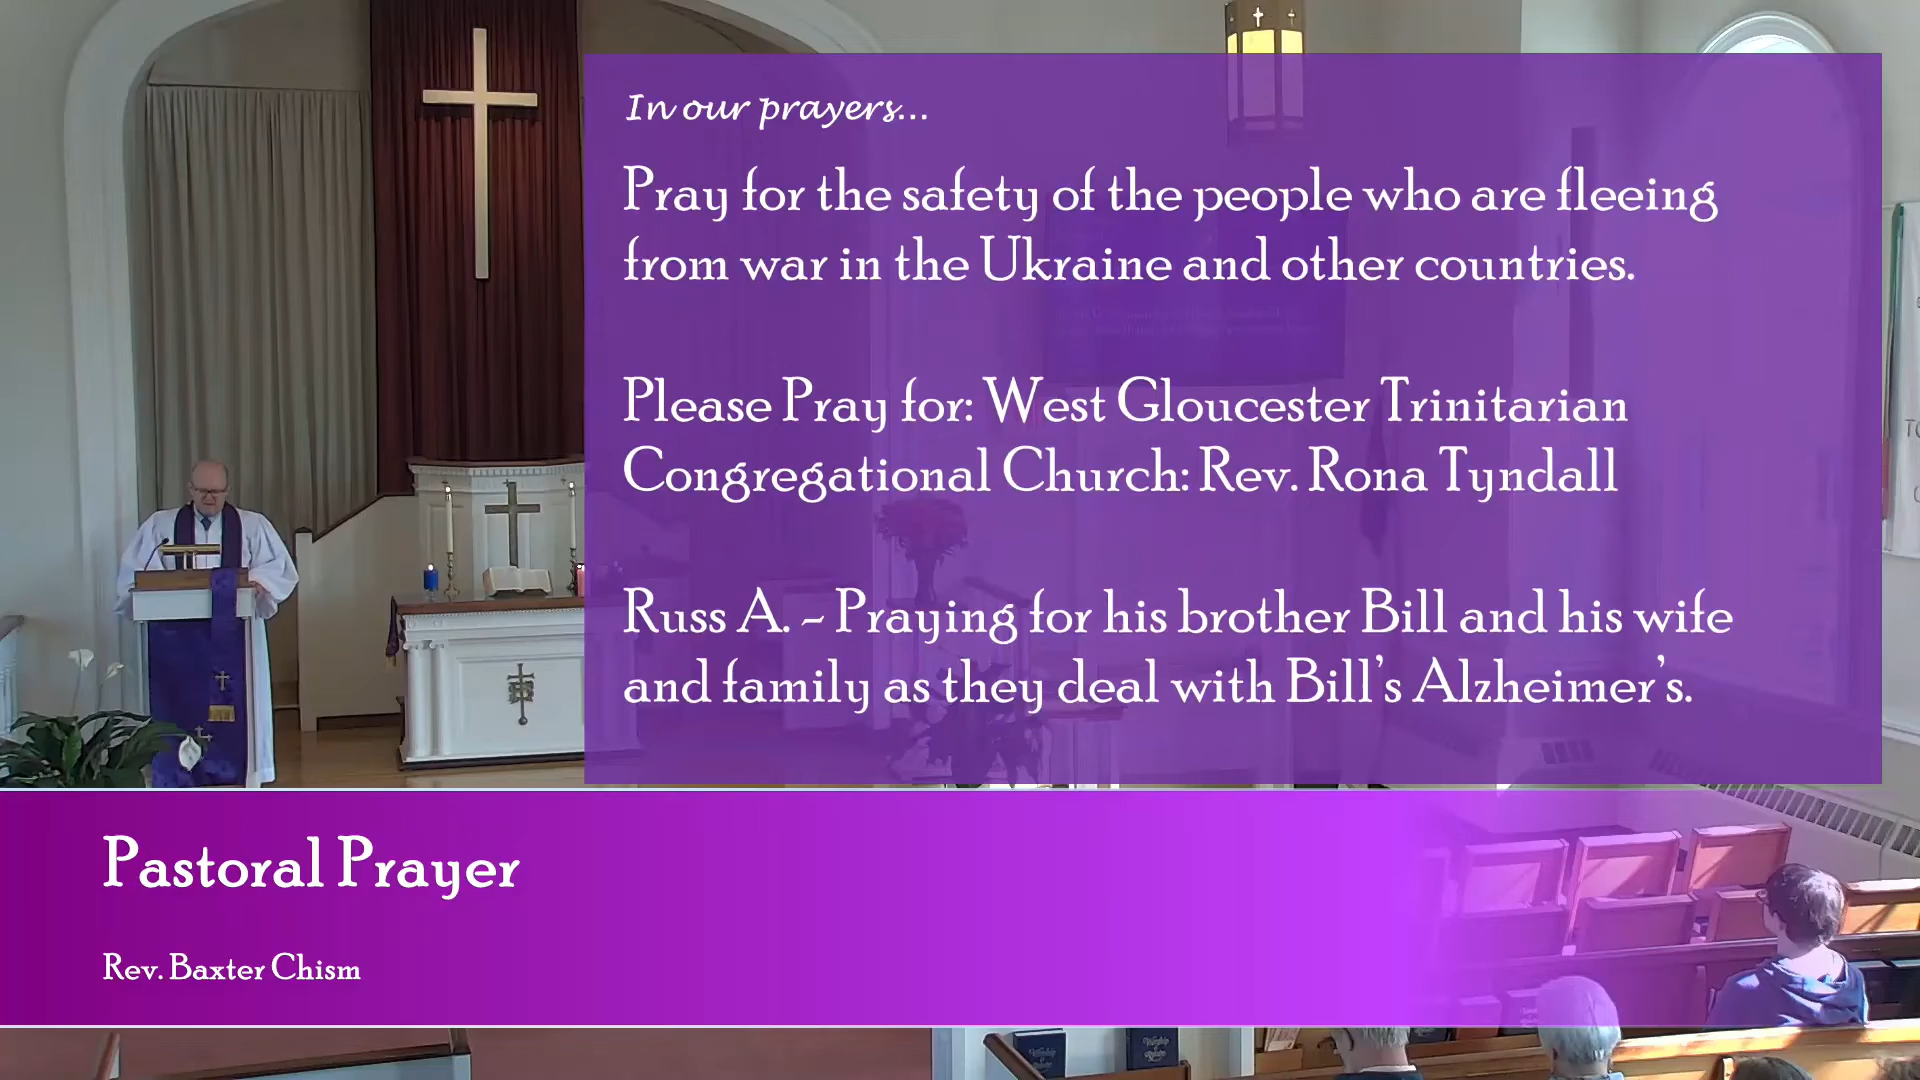 In our prayers...
Pray for the safety of the people who are fleeing
from war in the Ukraine and other countries.
Please Pray for: West Gloucester Trinitarian
Congregational Church: Rev. Rona Tyndall
Russ A. - Praying for his brother Bill and his wife
and family as they deal with Bill's Alzheimer's.
Pastoral Prayer
Rev. Baxter Chism